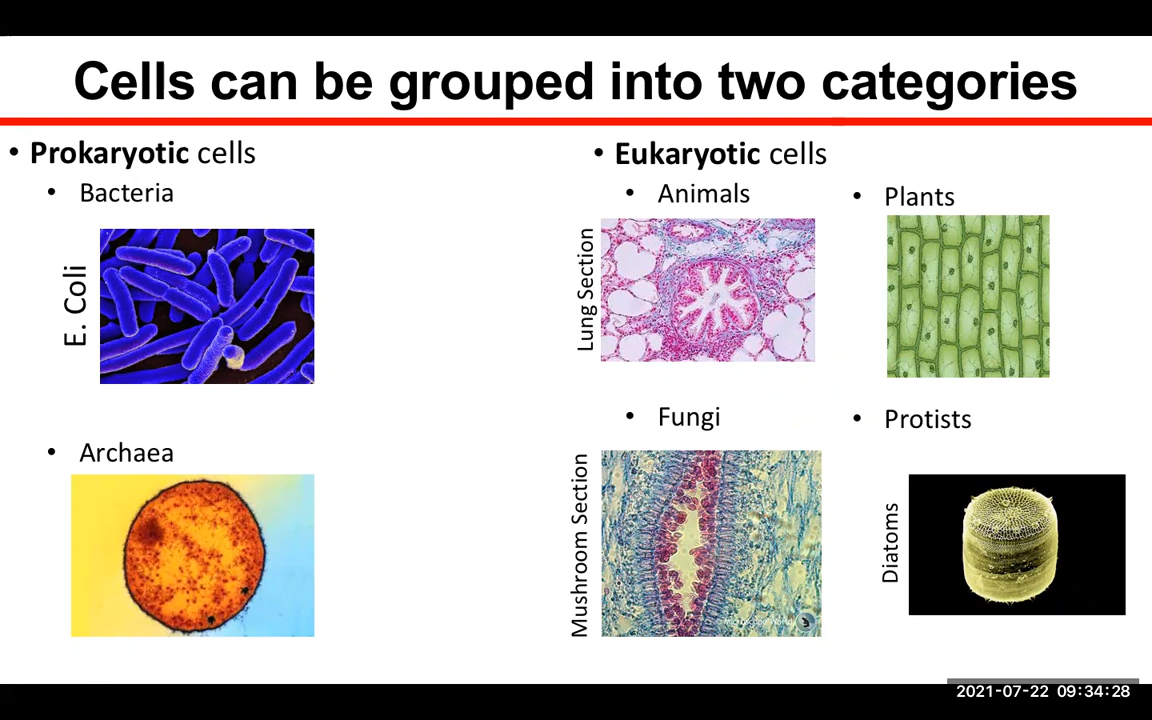 Cells can be grouped into two categories
• Prokaryotic cells
• Bacteria
E. Coli
• Archaea
• Eukaryotic cells
• Animals
Lung Section
• Plants
• Fungi
Mushroom Section
• Protists
Diatoms
2021-07-22 09:34:28